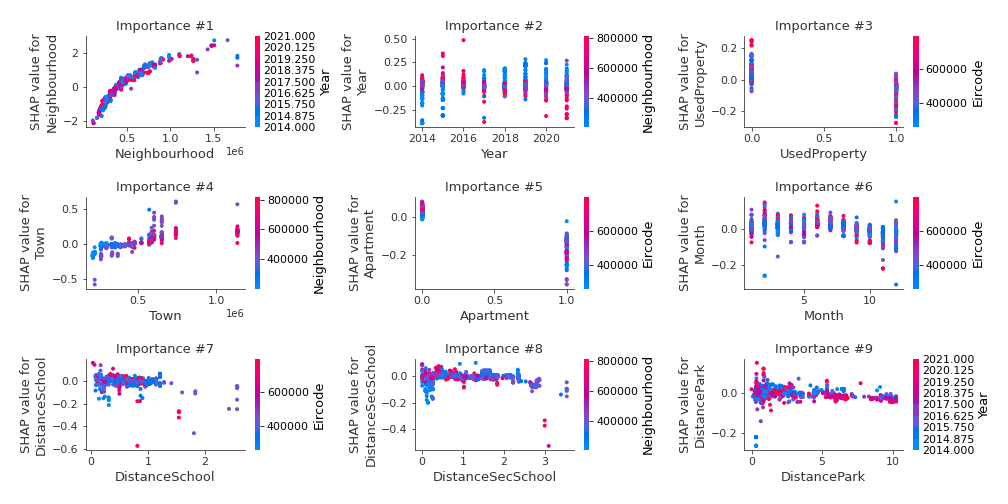 Importance #1
Importance #2
Importance #3
SHAP value for
Neighbourhood
2
0
−2
0.5
1.0
1.5
1e6
Neighbourhood
2021.000
2020.125
2019.250
2018.375
2017.500
2016.625
2015.750
2014.875
2014.000
Year
SHAP value for
Year
0.50
0.25
0.00
−0.25
2014
2016
2018
2020
Year
800000
600000
400000
Neighbourhood
SHAP value for
UsedProperty
0.2
0.0
−0.2
0.0
0.5
1.0
UsedProperty
600000
400000
Eircode
Importance #4
Importance #5
Importance #6
SHAP value for
Town
0.5
0.0
−0.5
0.5
1.0
1e6
Town
800000
600000
400000
Neighbourhood
SHAP value for
Apartment
0.0
−0.2
0.0
0.5
1.0
Apartment
600000
400000
Eircode
SHAP value for
Month
0.0
−0.2
5
10
Month
600000
400000
Eircode
Importance #7
Importance #8
Importance #9
SHAP value for
DistanceSchool
0.0
−0.2
−0.4
−0.6
0
1
2
DistanceSchool
600000
400000
Eircode
SHAP value for
DistanceSecSchool
0.0
−0.2
−0.4
0
1
2
3
DistanceSecSchool
800000
600000
400000
Neighbourhood
SHAP value for
DistancePark
0.0
−0.2
0
5
10
DistancePark
2021.000
2020.125
2019.250
2018.375
2017.500
2016.625
2015.750
2014.875
2014.000
Year